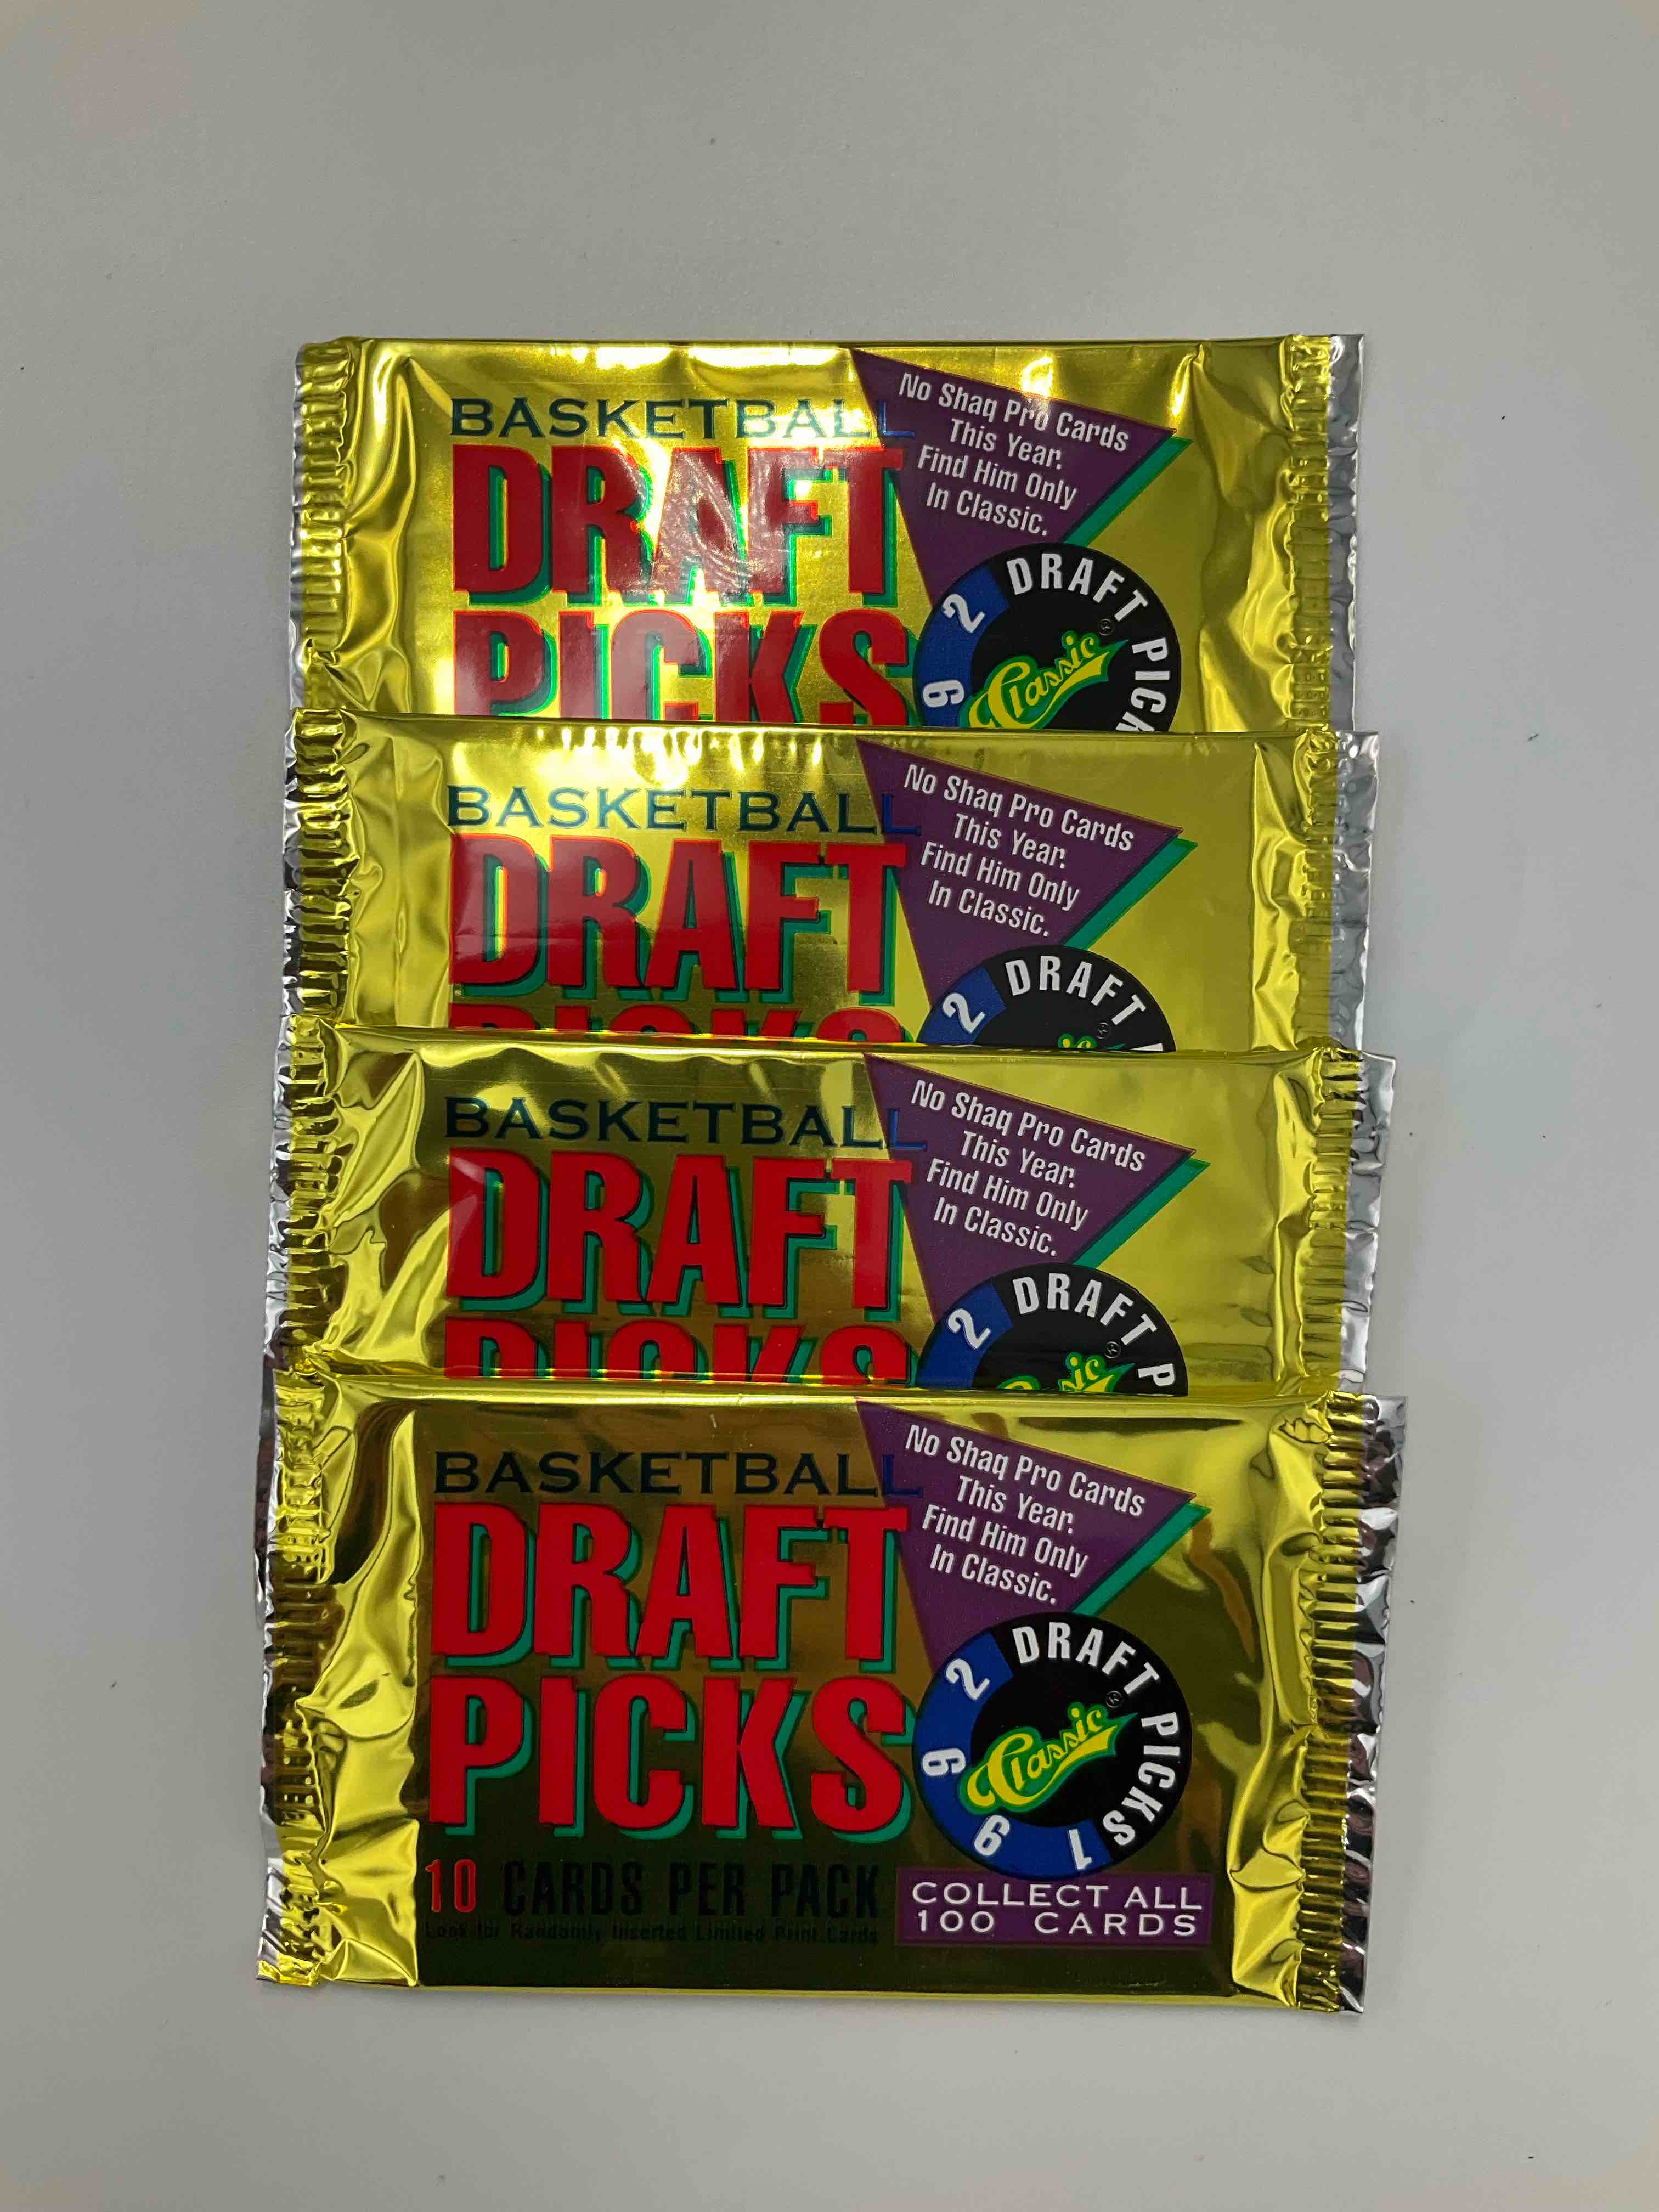 BASKETBALL
DRAFT
PICKS
No Shaq Pro Cards
This Year.
Find Him Only
In Classic.
92 DRAFT PICK
Classic®
BASKETBALL
DRAFT
PICKS
No Shaq Pro Cards
This Year.
Find Him Only
In Classic.
2 DRAFT
BASKETBALL
DRAFT
PICKS
No Shaq Pro Cards
This Year.
Find Him Only
In Classic.
2 DRAFT P
BASKETBALL
DRAFT
PICKS
No Shaq Pro Cards
This Year.
Find Him Only
In Classic.
1992 DRAFT PICKS
Classic®
10 CARDS PER PACK
Look for Randomly Inserted Limited Print Cards
COLLECT ALL
100 CARDS